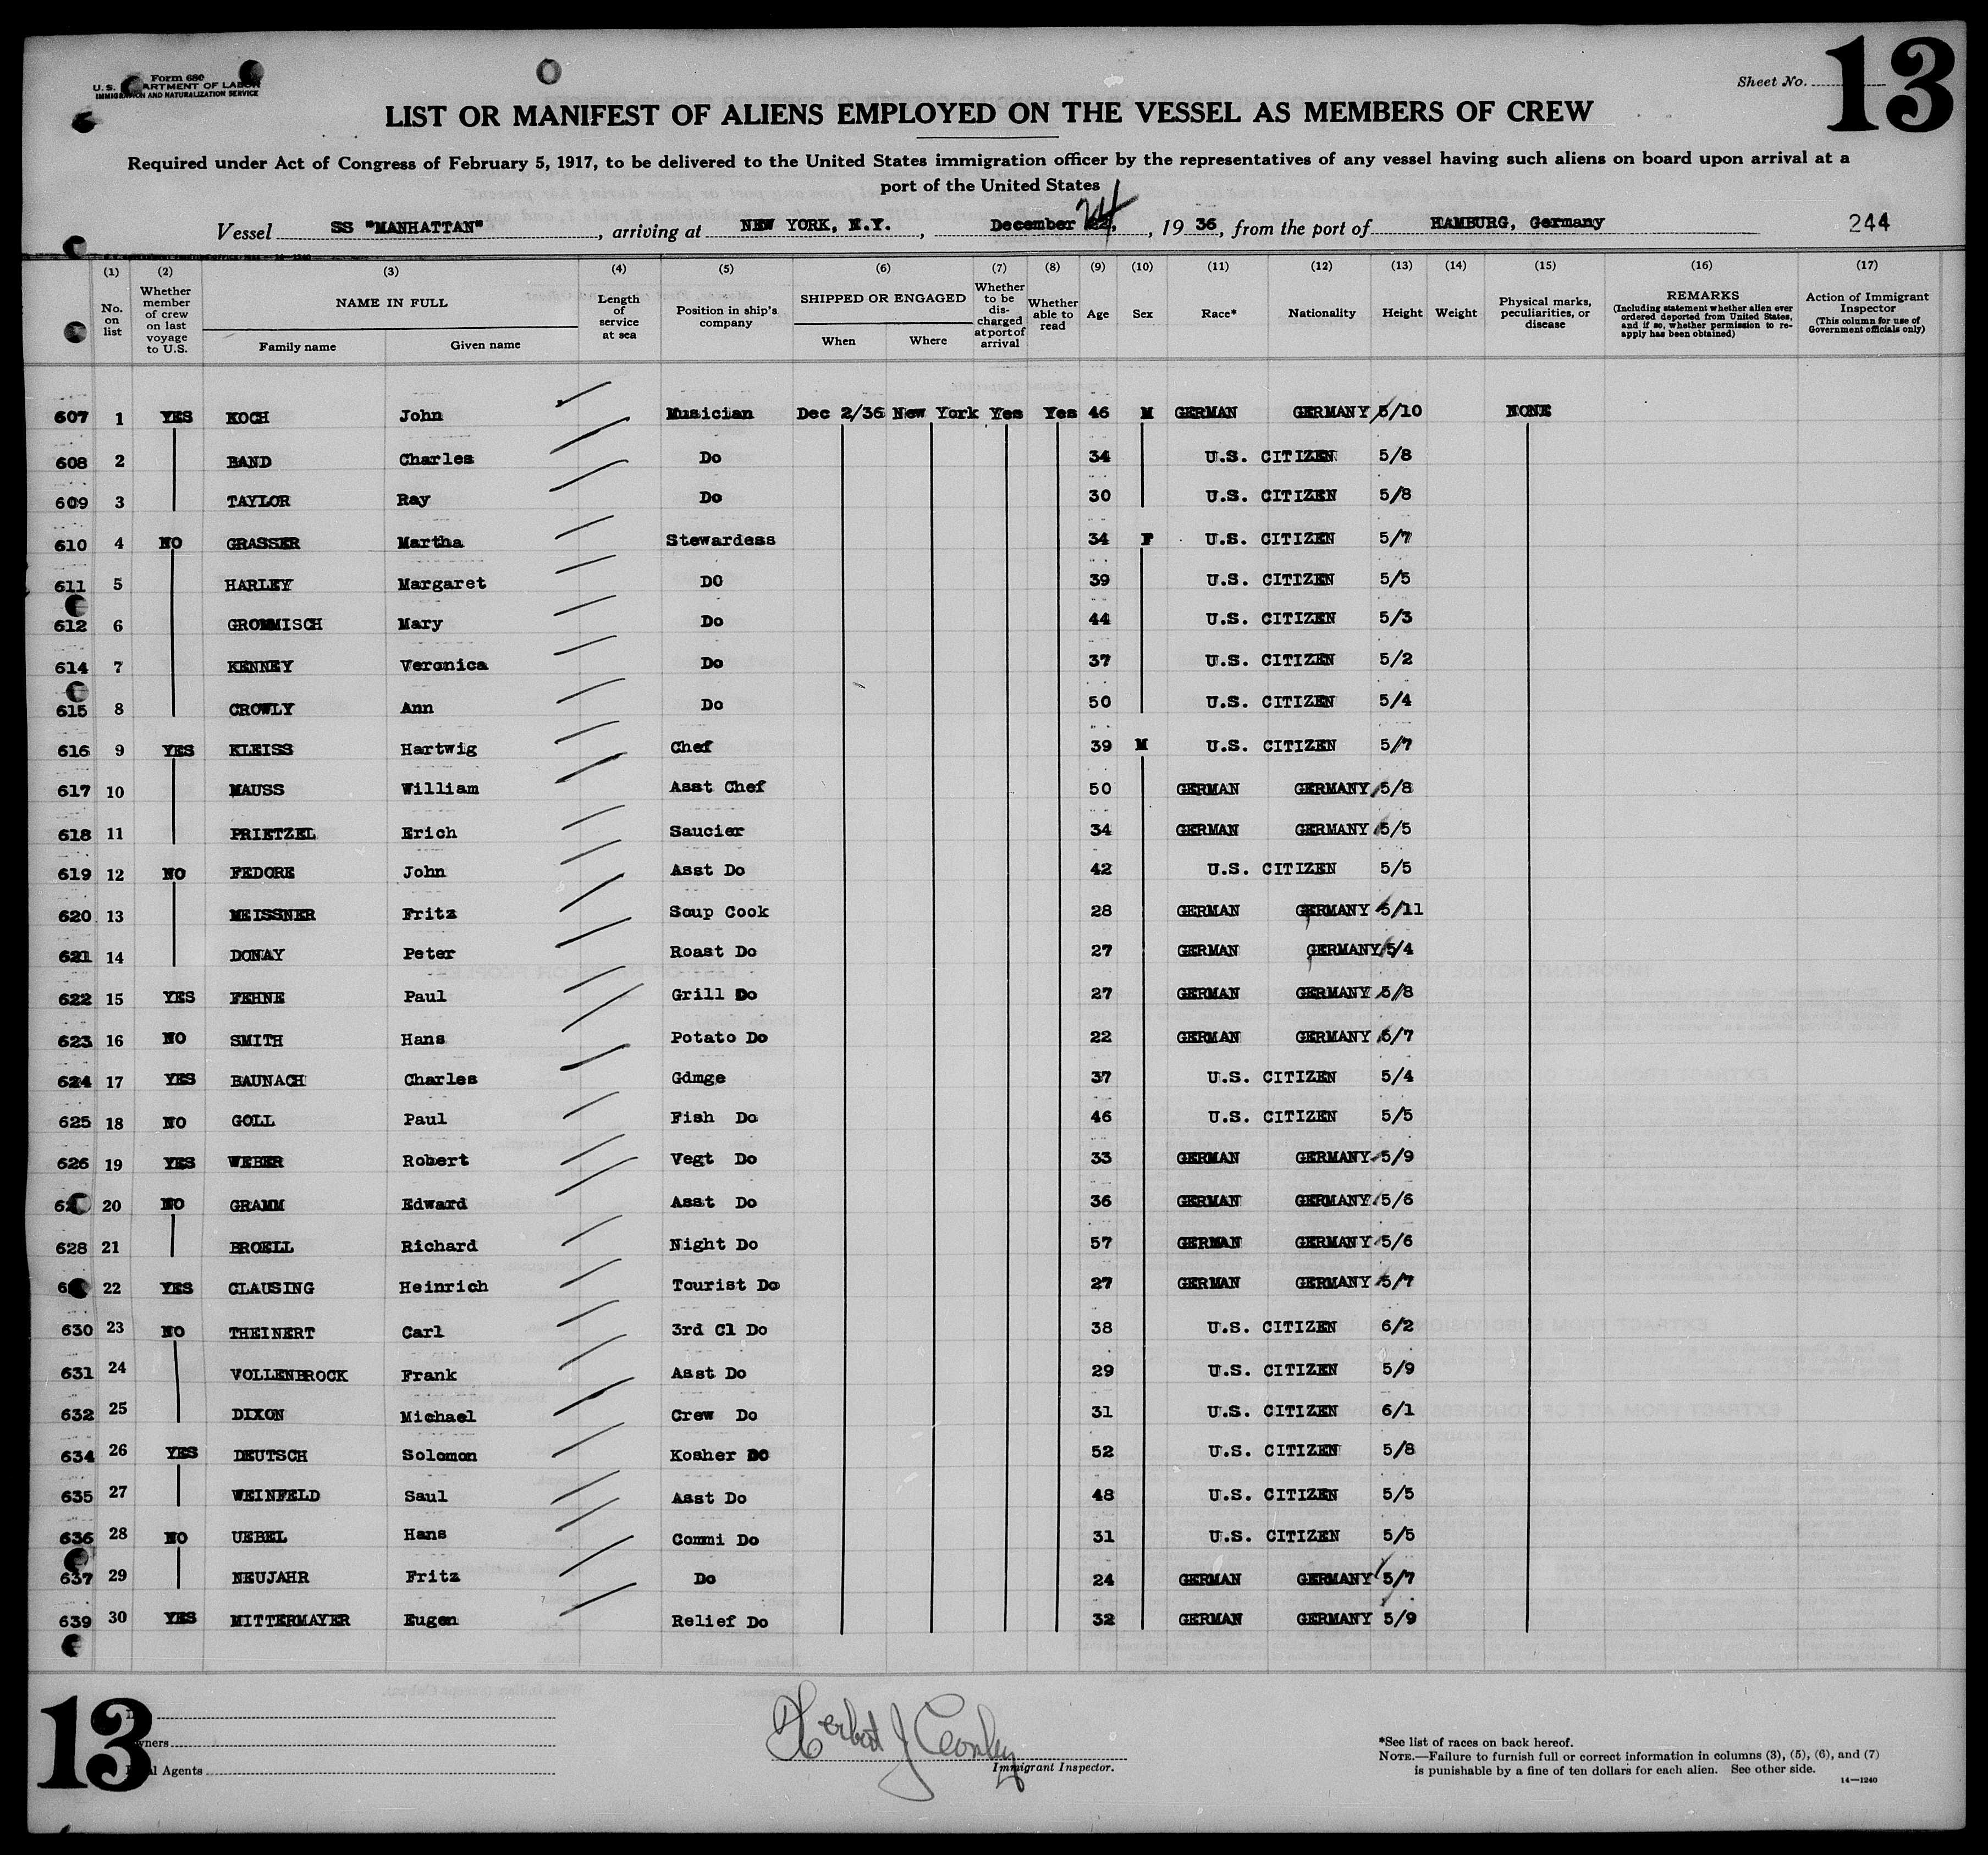 Form 680
U. S. DEPARTMENT OF LABOR
IMMIGRATION AND NATURALIZATION SERVICE
Sheet No. 13
LIST OR MANIFEST OF ALIENS EMPLOYED ON THE VESSEL AS MEMBERS OF CREW
Required under Act of Congress of February 5, 1917, to be delivered to the United States immigration officer by the representatives of any vessel having such aliens on board upon arrival at a
port of the United States
Vessel SS "MANHATTAN", arriving at NEW YORK, N.Y., December 24, 1936, from the port of HAMBURG, Germany 244
(1) (2) (3) (4) (5) (6) (7) (8) (9) (10) (11) (12) (13) (14) (15) (16) (17)
No. on list
Whether member of crew on last voyage to U.S.
NAME IN FULL
Family name Given name
Length of service at sea
Position in ship's company
SHIPPED OR ENGAGED
When Where
Whether to be discharged at port of arrival
Whether able to read
Age Sex Race* Nationality Height Weight
Physical marks, peculiarities, or disease
REMARKS
(Including statement whether alien ever ordered deported from United States, and if so, whether permission to reapply has been obtained)
Action of Immigrant Inspector
(This column for use of Government officials only)
607 1 YES KOCH John Musician Dec 2/36 New York Yes Yes 46 M GERMAN GERMANY 5/10 NONE
608 2 BAND Charles Do 34 U.S. CITIZEN 5/8
609 3 TAYLOR Ray Do 30 U.S. CITIZEN 5/8
610 4 NO GRASSER Martha Stewardess 34 F U.S. CITIZEN 5/7
611 5 HARLEY Margaret DO 39 U.S. CITIZEN 5/5
612 6 GROMMISCH Mary Do 44 U.S. CITIZEN 5/3
614 7 KENNEY Veronica Do 37 U.S. CITIZEN 5/2
615 8 CROWLY Ann Do 50 U.S. CITIZEN 5/4
616 9 YES KLEISS Hartwig Chef 39 M U.S. CITIZEN 5/7
617 10 MAUSS William Asst Chef 50 GERMAN GERMANY 5/8
618 11 PRIETZEL Erich Saucier 34 GERMAN GERMANY 5/5
619 12 NO FEDORE John Asst Do 42 U.S. CITIZEN 5/5
620 13 MEISSNER Fritz Soup Cook 28 GERMAN GERMANY 5/11
621 14 DONAY Peter Roast Do 27 GERMAN GERMANY 5/4
622 15 YES FEHNE Paul Grill Do 27 GERMAN GERMANY 5/8
623 16 NO SMITH Hans Potato Do 22 GERMAN GERMANY 5/7
624 17 YES BAUNACH Charles Gdmge 37 U.S. CITIZEN 5/4
625 18 NO GOLL Paul Fish Do 46 U.S. CITIZEN 5/5
626 19 YES WEBER Robert Vegt Do 33 GERMAN GERMANY 5/9
20 NO GRAMM Edward Asst Do 36 GERMAN GERMANY 5/6
628 21 BROELL Richard Night Do 57 GERMAN GERMANY 5/6
22 YES CLAUSING Heinrich Tourist Do 27 GERMAN GERMANY 5/7
630 23 NO THEINERT Carl 3rd Cl Do 38 U.S. CITIZEN 6/2
631 24 VOLLENBROCK Frank Asst Do 29 U.S. CITIZEN 5/9
632 25 DIXON Michael Crew Do 31 U.S. CITIZEN 6/1
634 26 YES DEUTSCH Solomon Kosher DO 52 U.S. CITIZEN 5/8
635 27 WEINFELD Saul Asst Do 48 U.S. CITIZEN 5/5
636 28 NO UEBEL Hans Commi Do 31 U.S. CITIZEN 5/5
637 29 NEUJAHR Fritz Do 24 GERMAN GERMANY 5/7
639 30 YES MITTERMAYER Eugen Relief Do 32 GERMAN GERMANY 5/9
13
Owners
Local Agents
Immigrant Inspector.
*See list of races on back hereof.
NOTE.—Failure to furnish full or correct information in columns (3), (5), (6), and (7)
is punishable by a fine of ten dollars for each alien. See other side.
14—1240